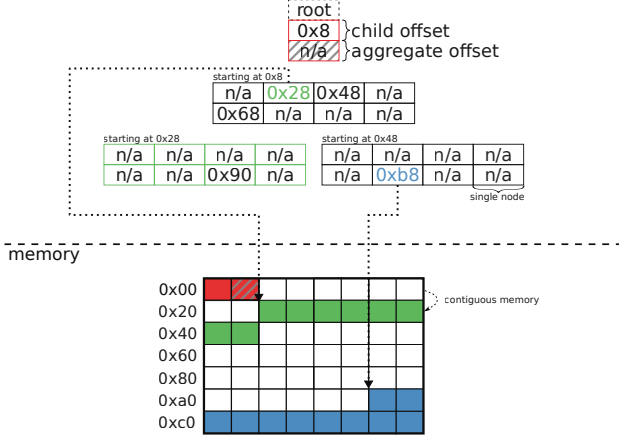 root
0x8 child offset
n/a aggregate offset
starting at 0x8
n/a 0x28 0x48 n/a
0x68 n/a n/a n/a
starting at 0x28
n/a n/a n/a n/a
n/a n/a 0x90 n/a
starting at 0x48
n/a n/a n/a n/a
n/a 0xb8 n/a n/a
single node
memory
0x00
0x20
0x40
0x60
0x80
0xa0
0xc0
contiguous memory